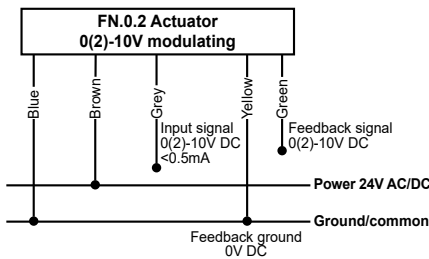 FN.0.2 Actuator
0(2)-10V modulating
Blue
Brown
Grey
Yellow
Green
Input signal
0(2)-10V DC
<0.5mA
Feedback signal
0(2)-10V DC
Power 24V AC/DC
Ground/common
Feedback ground
0V DC